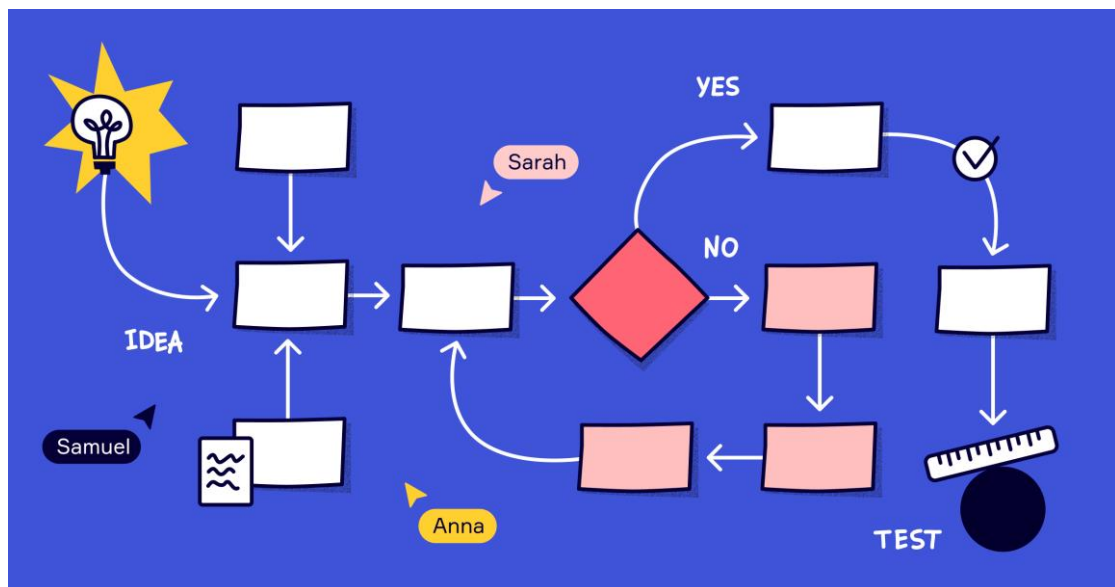 YES
Sarah
NO
IDEA
Samuel
Anna
TEST